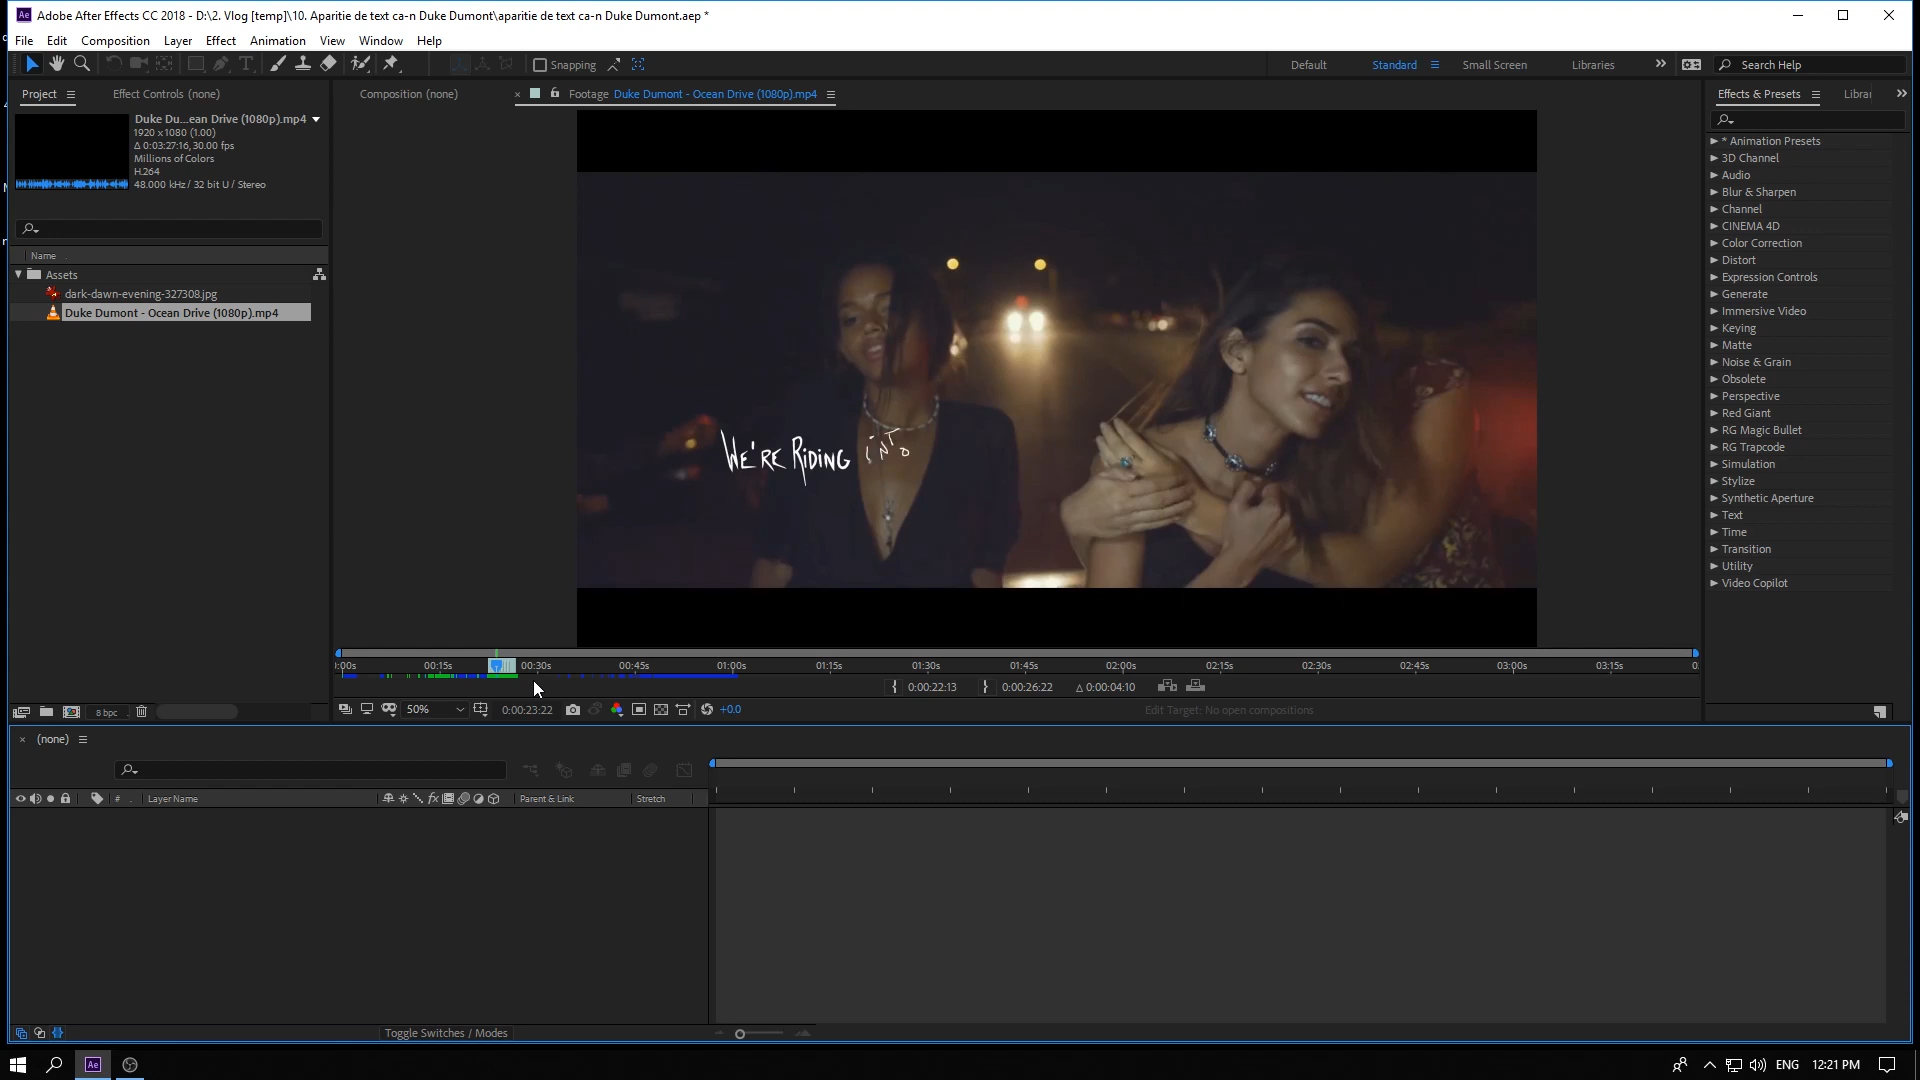 Adobe After Effects CC 2018 - D:\2. Vlog [temp]\10. Aparitie de text ca-n Duke Dumont\aparitie de text ca-n Duke Dumont.aep *
File Edit Composition Layer Effect Animation View Window Help
Snapping Default Standard Small Screen Libraries Search Help
Project Effect Controls (none) Composition (none) Footage Duke Dumont - Ocean Drive (1080p).mp4 Effects & Presets
Duke Du...ean Drive (1080p).mp4
1920 x 1080 (1.00)
Δ 0:03:27:16, 30.00 fps
Millions of Colors
H.264
48.000 kHz / 32 bit U / Stereo
Name
Assets
dark-dawn-evening-327308.jpg
Duke Dumont - Ocean Drive (1080p).mp4
We're Riding into
* Animation Presets
3D Channel
Audio
Blur & Sharpen
Channel
CINEMA 4D
Color Correction
Distort
Expression Controls
Generate
Immersive Video
Keying
Matte
Noise & Grain
Obsolete
Perspective
Red Giant
RG Magic Bullet
RG Trapcode
Simulation
Stylize
Synthetic Aperture
Text
Time
Transition
Utility
Video Copilot
:00s 00:15s 00:30s 00:45s 01:00s 01:15s 01:30s 01:45s 02:00s 02:15s 02:30s 02:45s 03:00s 03:15s
0:00:22:13 0:00:26:22 Δ 0:00:04:10
8 bpc 50% 0:00:23:22 +0.0 Edit Target: No open compositions
(none)
# Layer Name Parent & Link Stretch
Toggle Switches / Modes
Ae ENG 12:21 PM